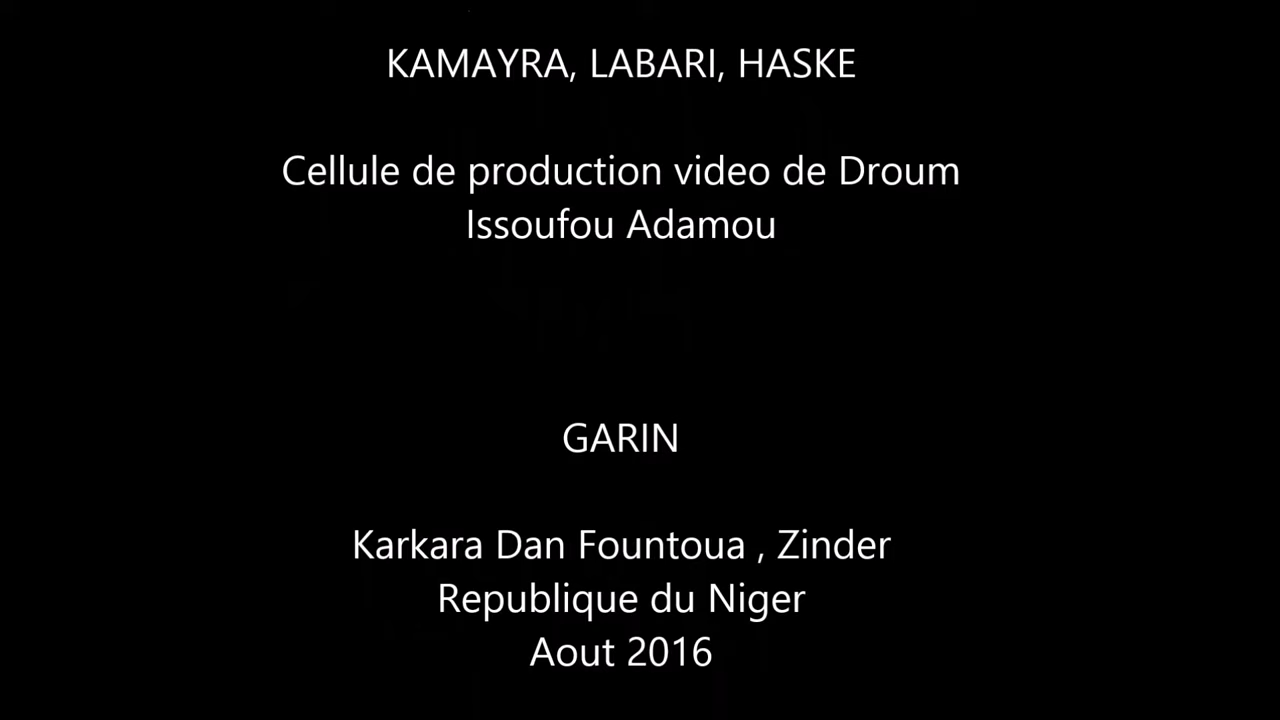 KAMAYRA, LABARI, HASKE
Cellule de production video de Droum
Issoufou Adamou
GARIN
Karkara Dan Fountoua , Zinder
Republique du Niger
Aout 2016